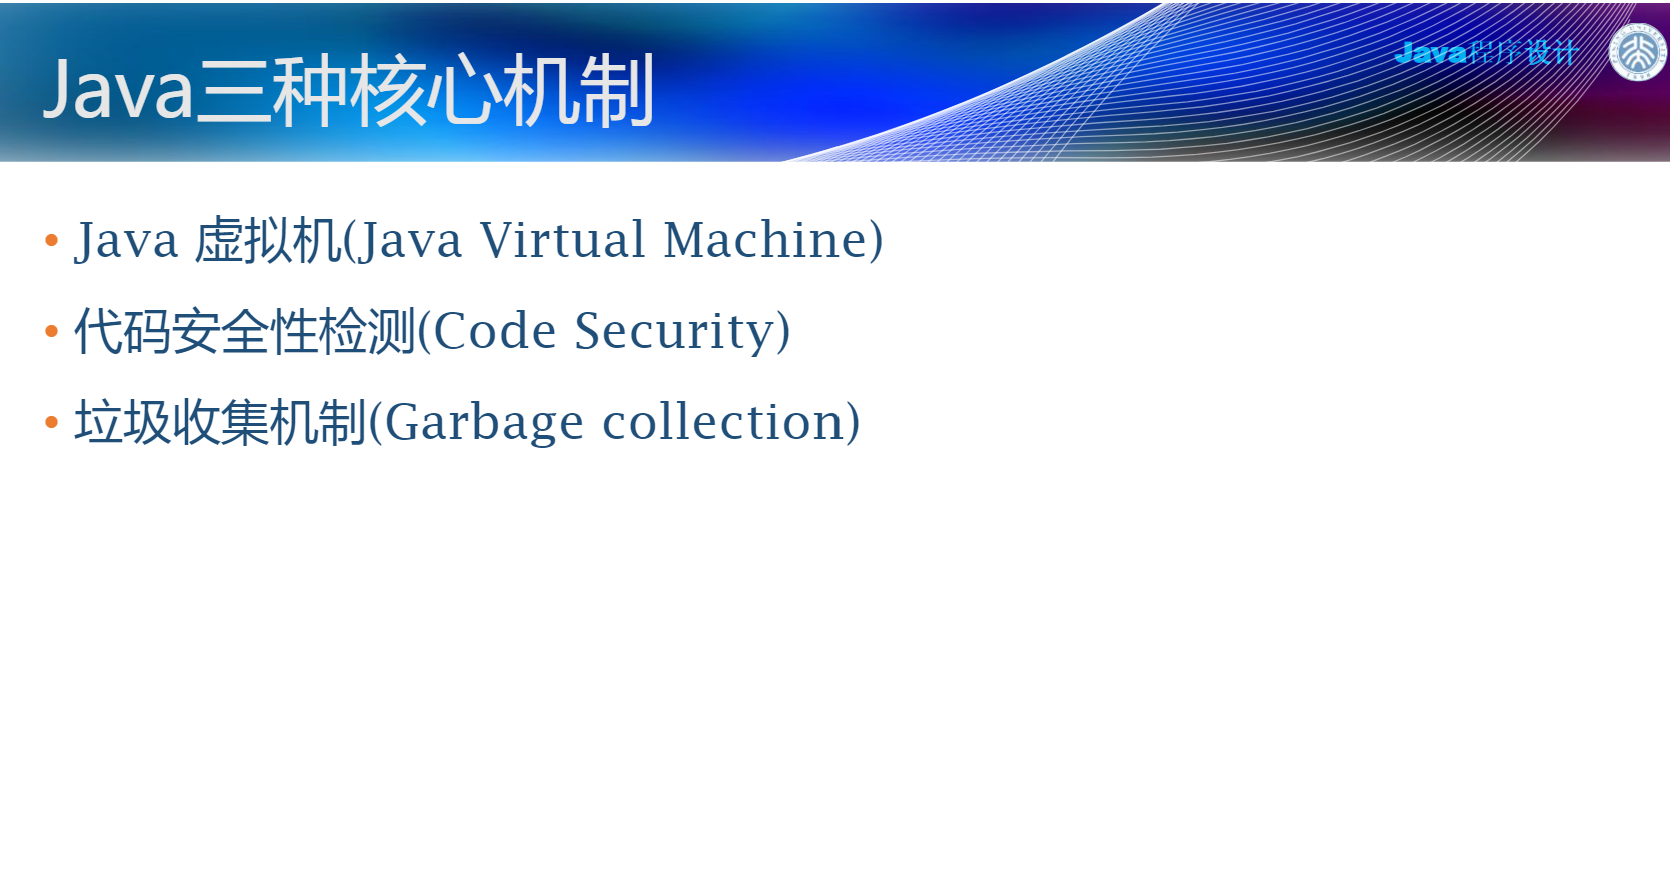 Java三种核心机制
Java程序设计
• Java 虚拟机(Java Virtual Machine)
• 代码安全性检测(Code Security)
• 垃圾收集机制(Garbage collection)